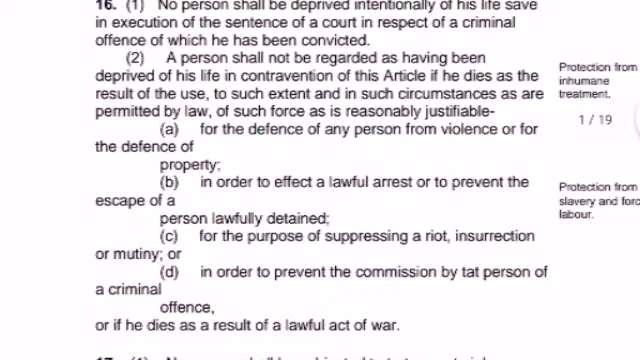 16. (1) No person shall be deprived intentionally of his life save
in execution of the sentence of a court in respect of a criminal
offence of which he has been convicted.
(2) A person shall not be regarded as having been
deprived of his life in contravention of this Article if he dies as the
result of the use, to such extent and in such circumstances as are
permitted by law, of such force as is reasonably justifiable-
(a) for the defence of any person from violence or for
the defence of
property;
(b) in order to effect a lawful arrest or to prevent the
escape of a
person lawfully detained;
(c) for the purpose of suppressing a riot, insurrection
or mutiny; or
(d) in order to prevent the commission by tat person of
a criminal
offence,
or if he dies as a result of a lawful act of war.
Protection from
inhumane
treatment.
1 / 19
Protection from
slavery and forc
labour.